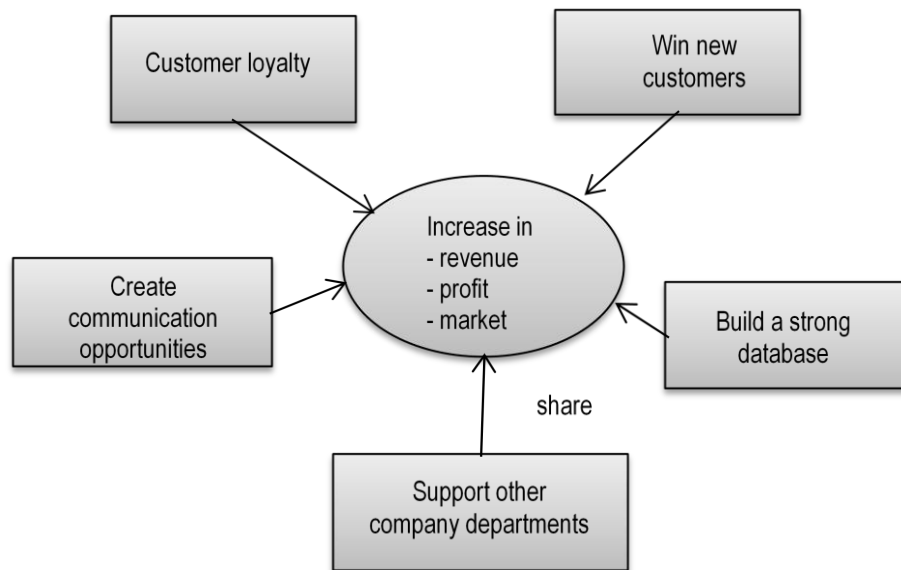 Customer loyalty
Win new
customers
Increase in
- revenue
- profit
- market
Create
communication
opportunities
Build a strong
database
share
Support other
company departments